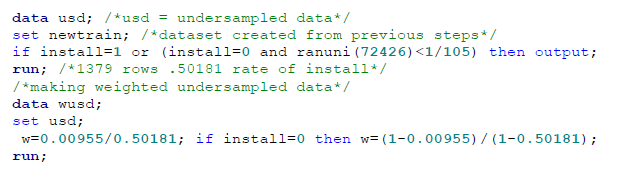 data usd; /*usd = undersampled data*/
set newtrain; /*dataset created from previous steps*/
if install=1 or (install=0 and ranuni(72426)<1/105) then output;
run; /*1379 rows .50181 rate of install*/
/*making weighted undersampled data*/
data wusd;
set usd;
w=0.00955/0.50181; if install=0 then w=(1-0.00955)/(1-0.50181);
run;